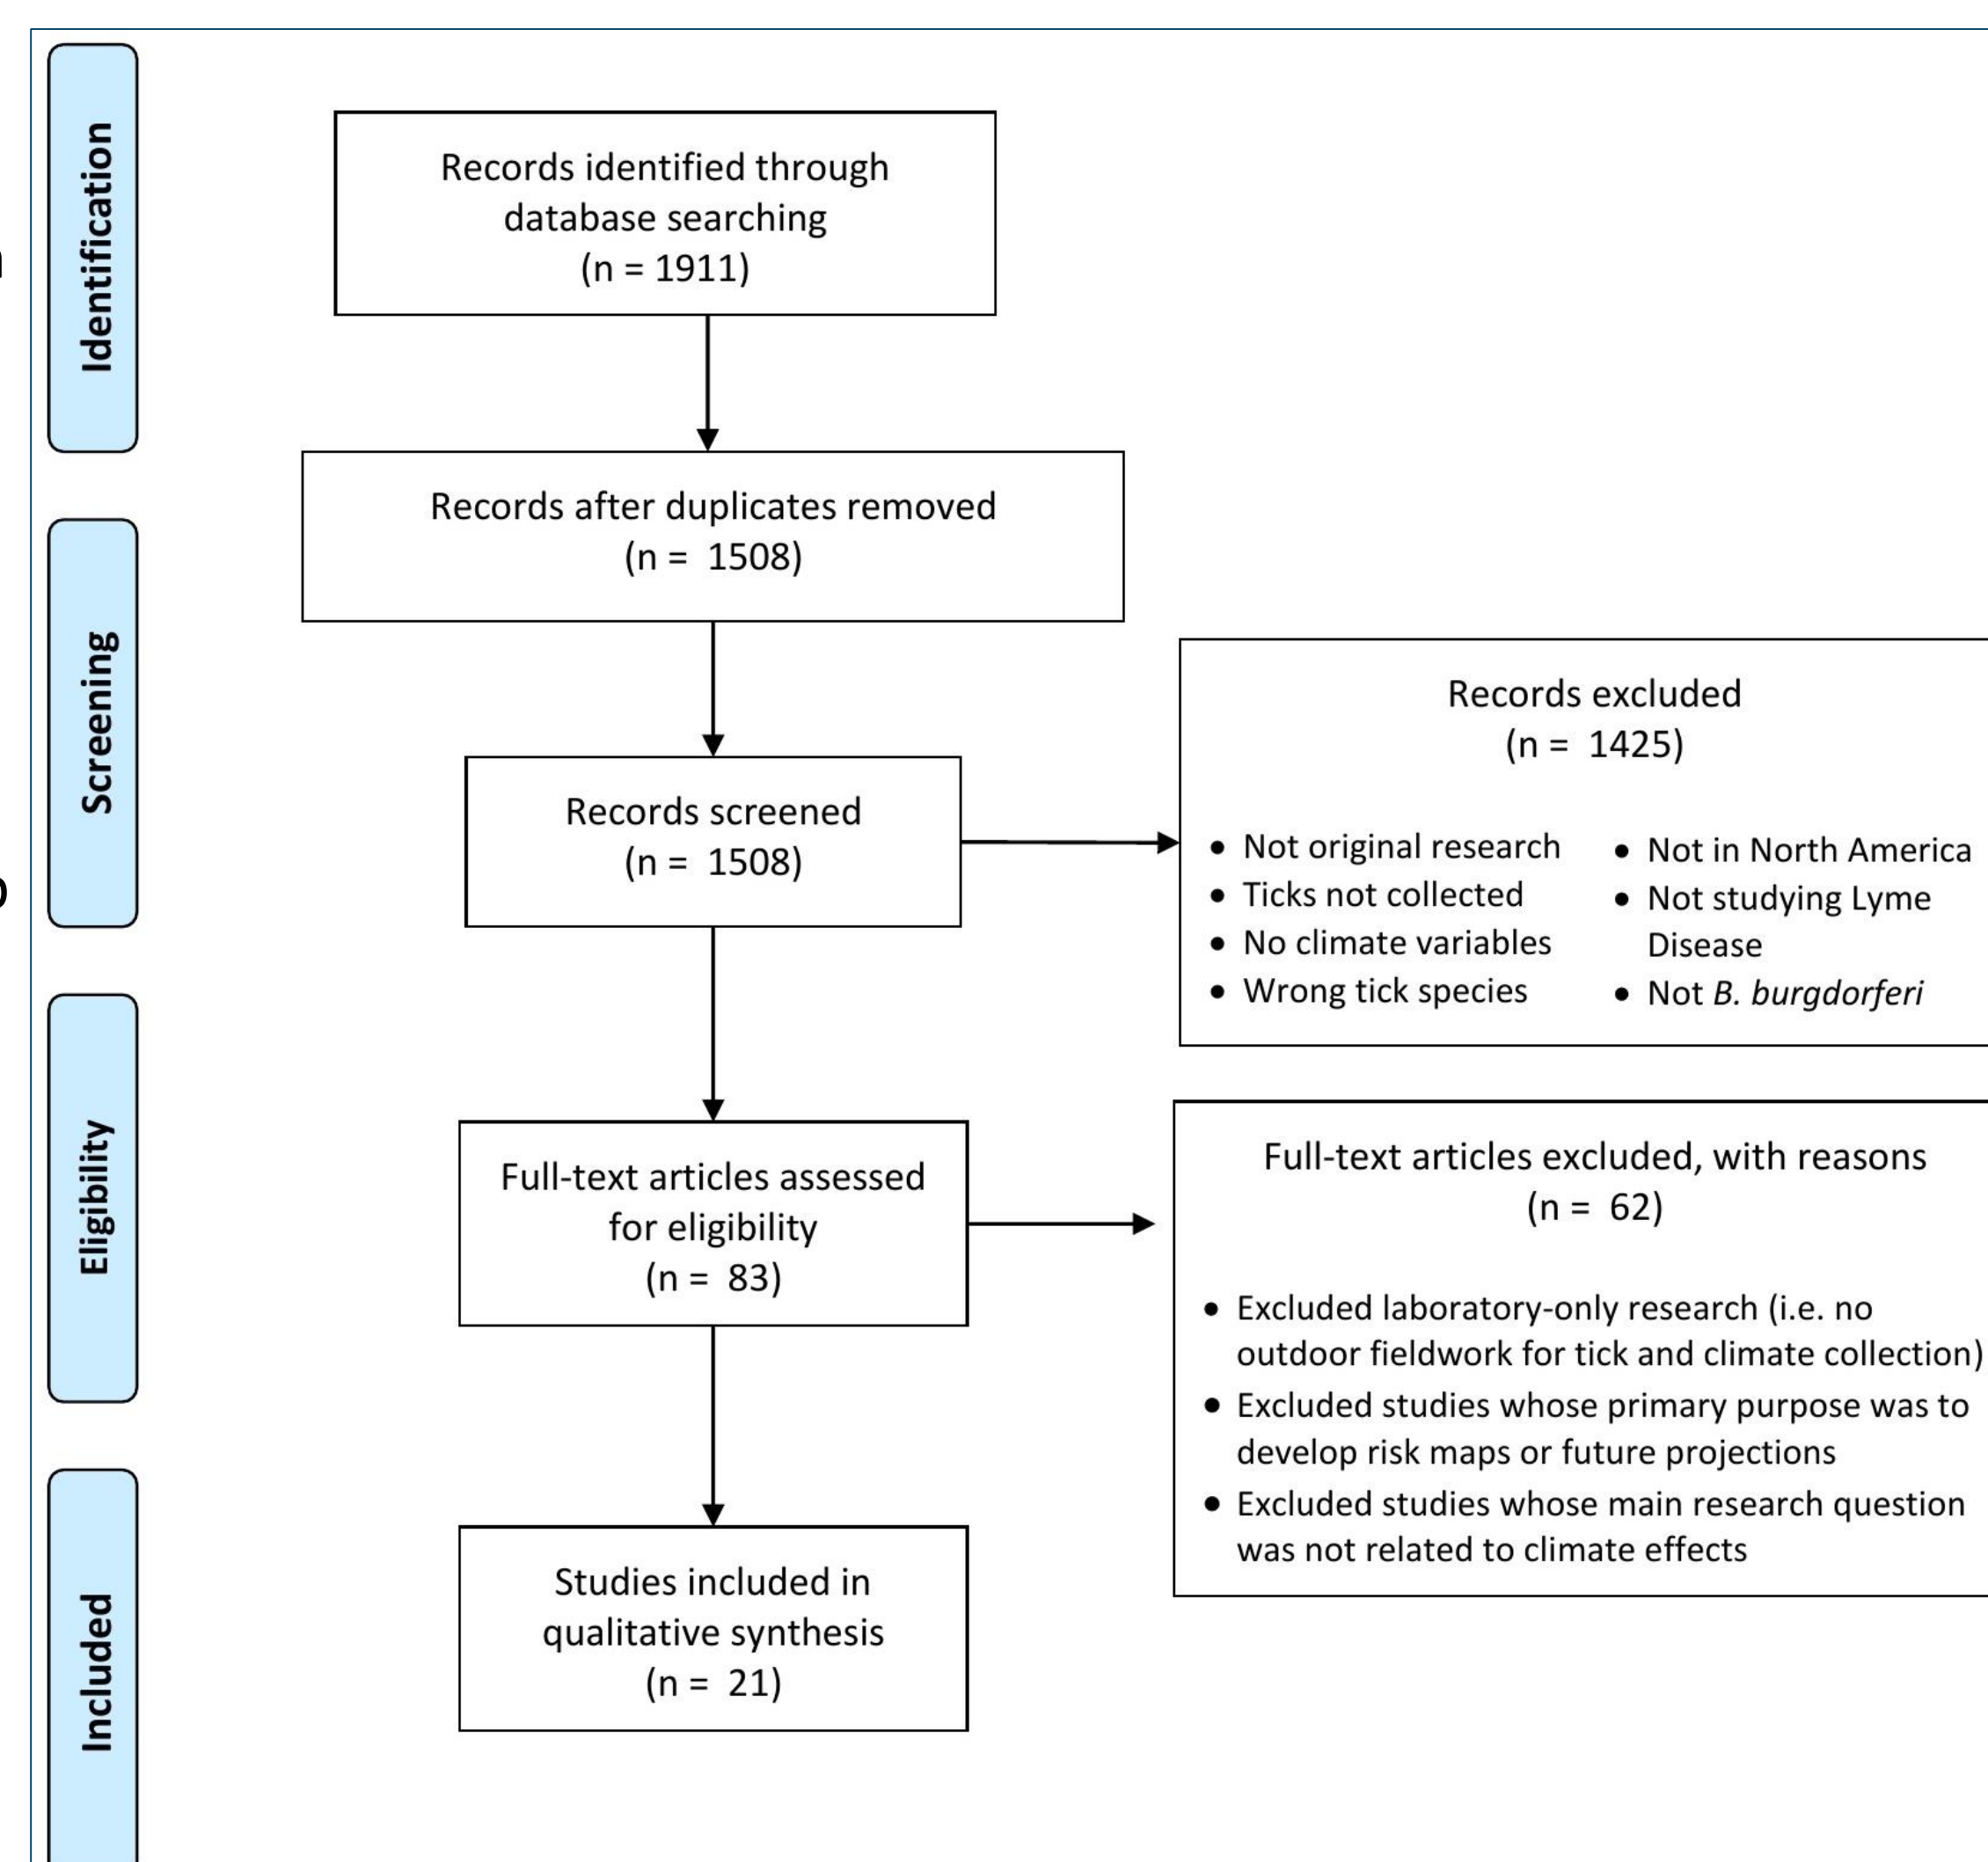 Identification
Records identified through
database searching
(n = 1911)
Records after duplicates removed
(n =  1508)
Screening
Records screened
(n =  1508)
Records excluded
(n =  1425)
• Not original research
• Ticks not collected
• No climate variables
• Wrong tick species
• Not in North America
• Not studying Lyme
Disease
• Not B. burgdorferi
Eligibility
Full-text articles assessed
for eligibility
(n =  83)
Full-text articles excluded, with reasons
(n =  62)
• Excluded laboratory-only research (i.e. no
outdoor fieldwork for tick and climate collection)
• Excluded studies whose primary purpose was to
develop risk maps or future projections
• Excluded studies whose main research question
was not related to climate effects
Included
Studies included in
qualitative synthesis
(n =  21)